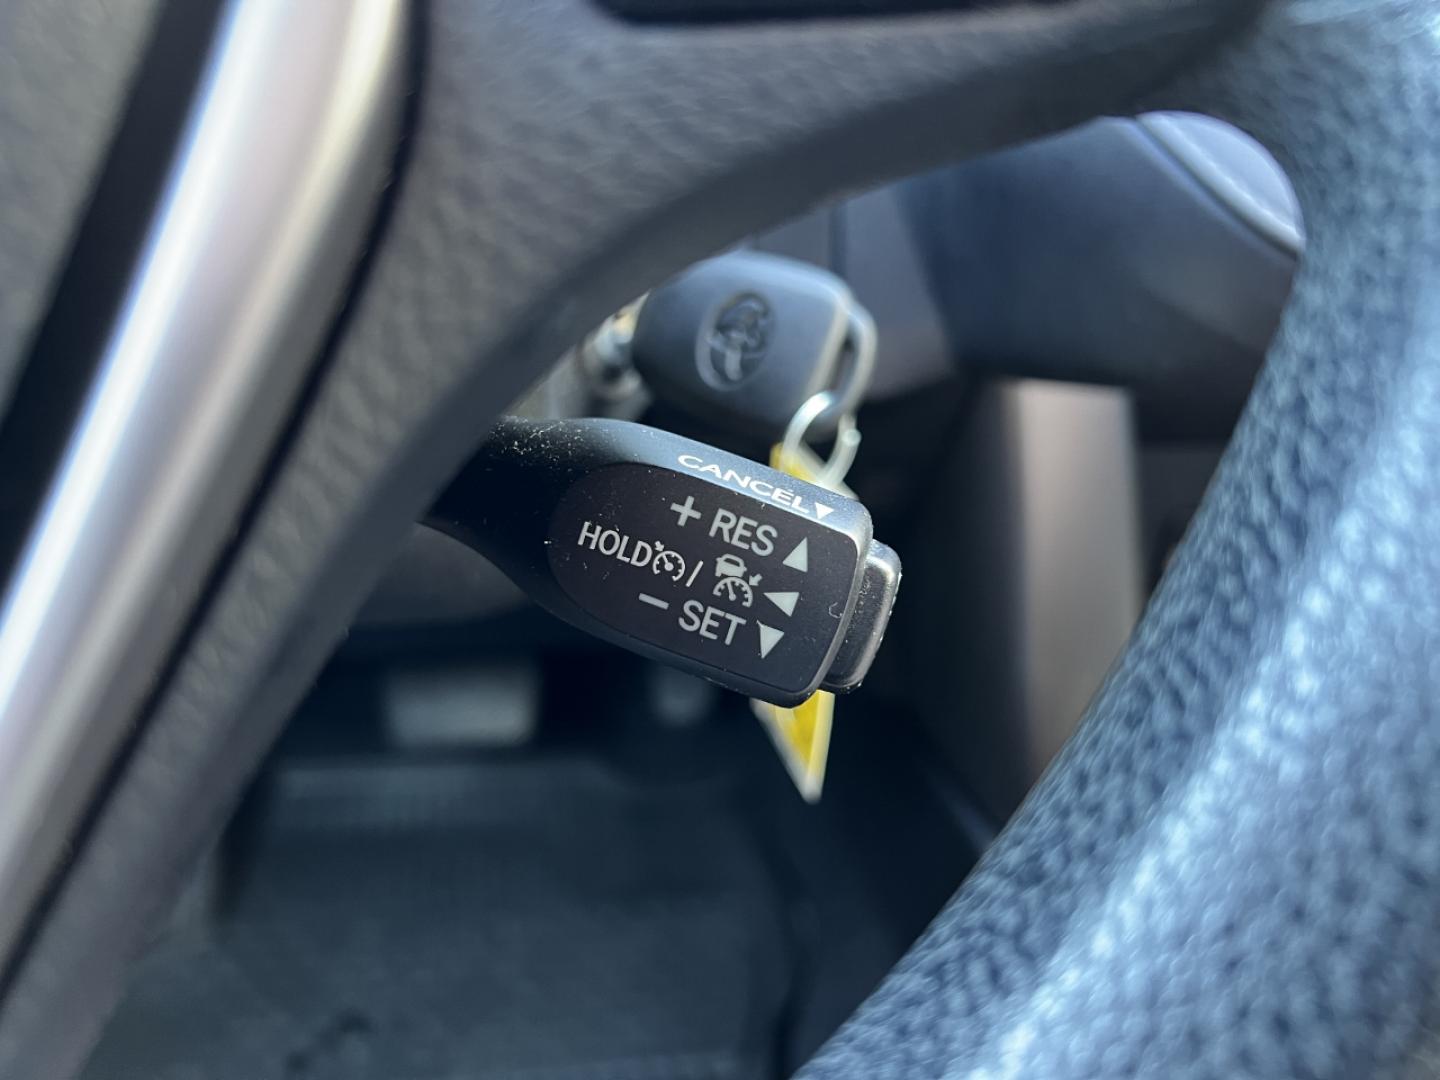 CANCEL▼
+ RES ▲
HOLD / ◀
− SET ▼